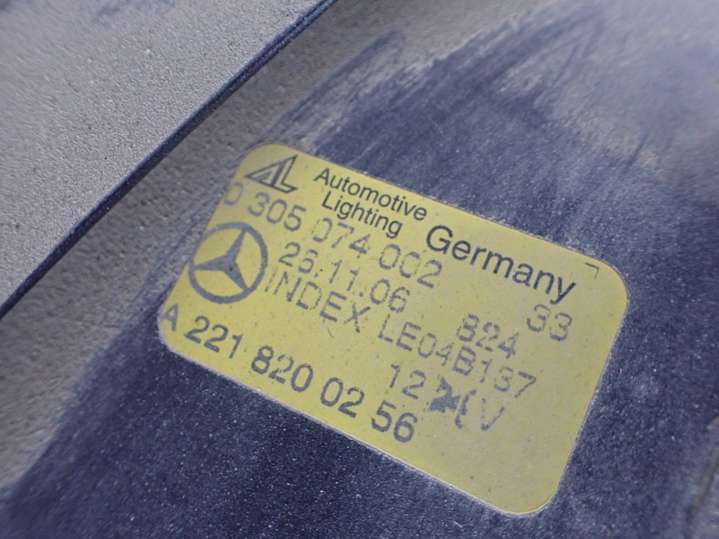 AL Automotive
Lighting Germany
0 305 074 002 33
26.11.06 824
INDEX LE04B137
12 V
A 221 820 02 56